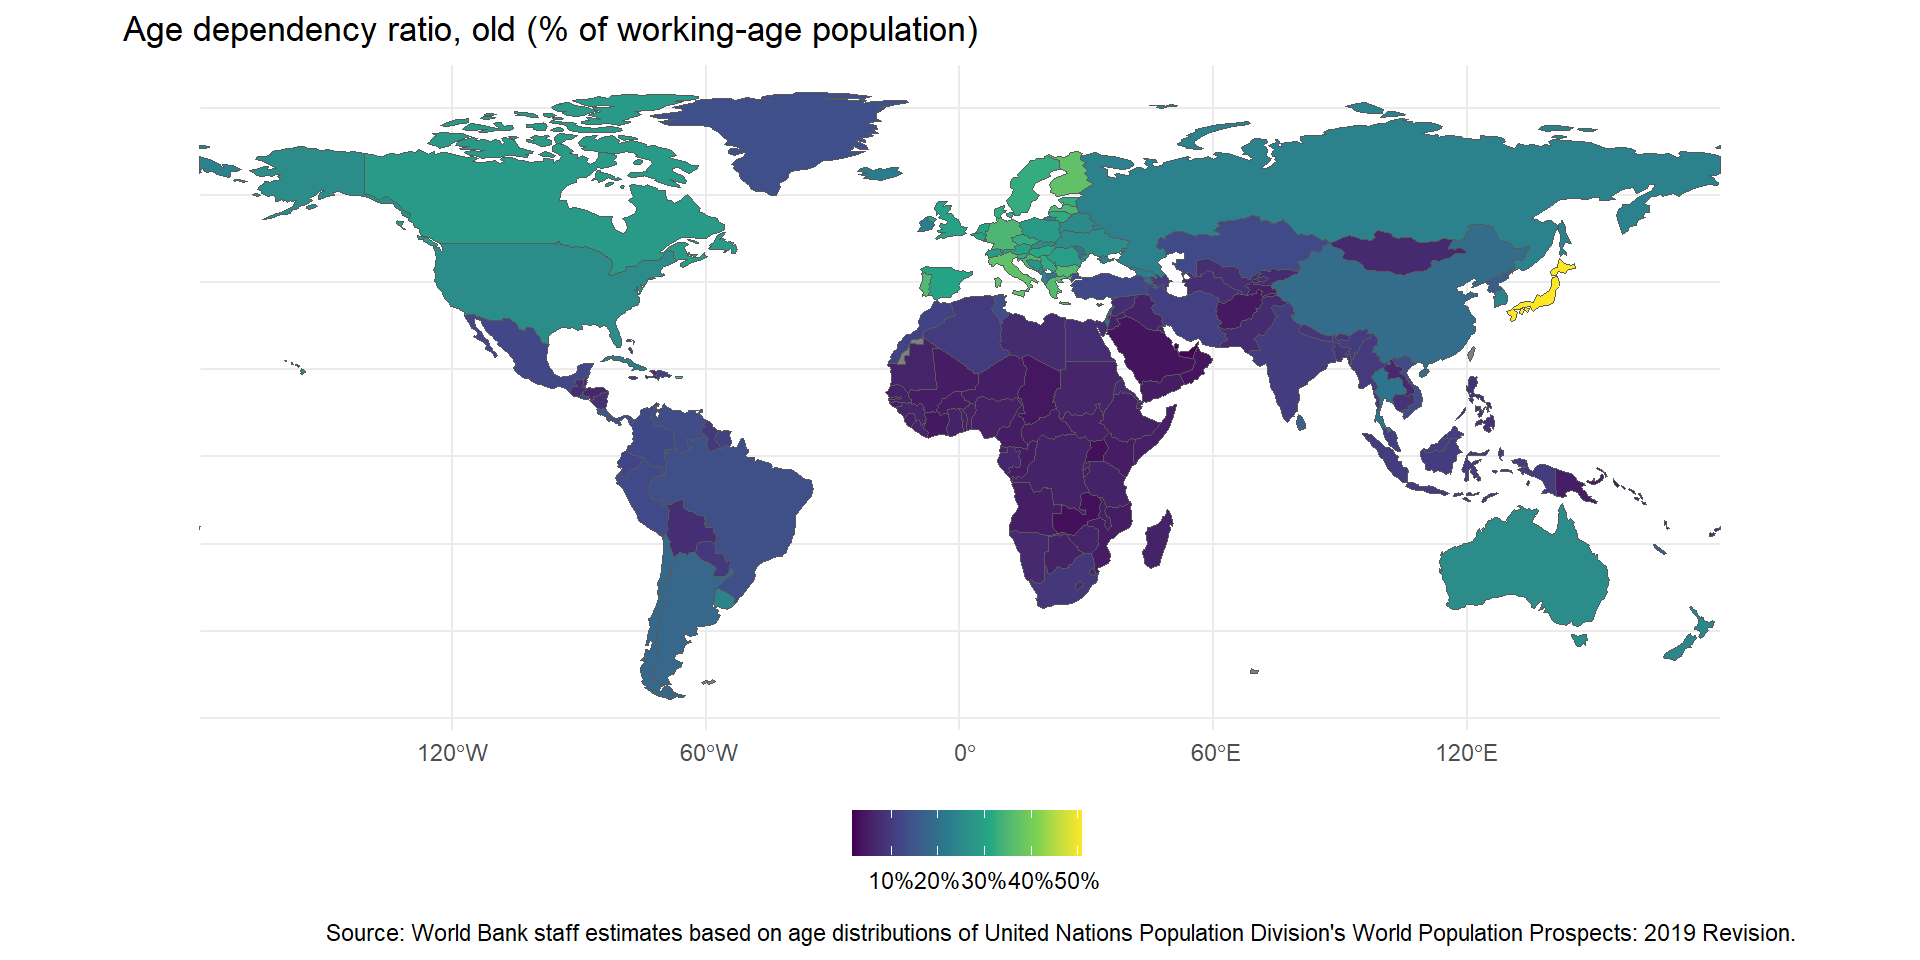 Age dependency ratio, old (% of working-age population)
120°W 60°W 0° 60°E 120°E
10%20%30%40%50%
Source: World Bank staff estimates based on age distributions of United Nations Population Division's World Population Prospects: 2019 Revision.